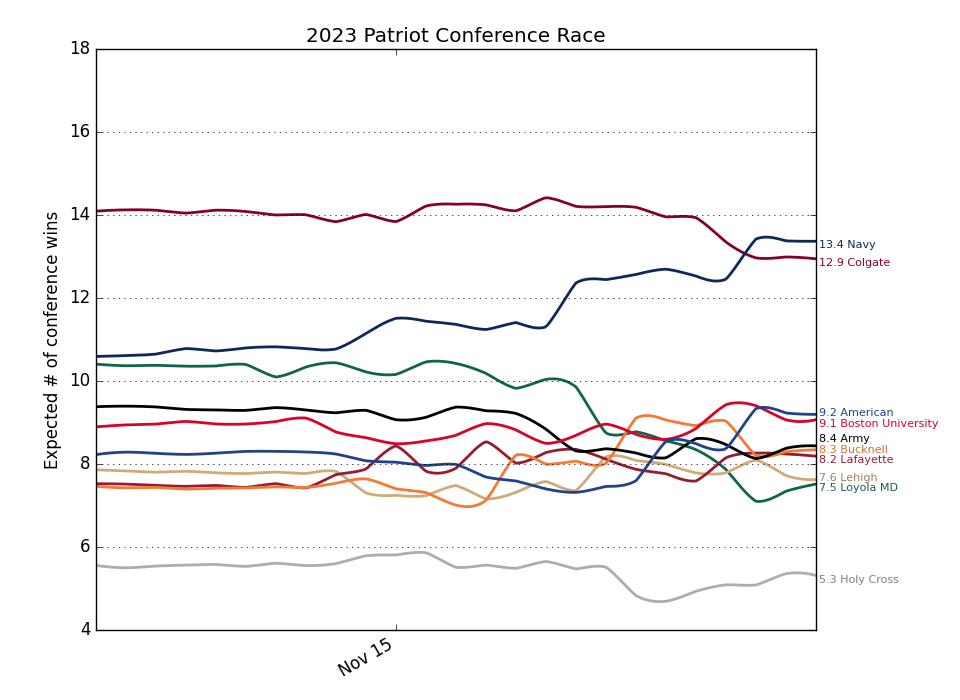 2023 Patriot Conference Race
Expected # of conference wins
18
16
14
12
10
8
6
4
Nov 15
13.4 Navy
12.9 Colgate
9.2 American
9.1 Boston University
8.4 Army
8.3 Bucknell
8.2 Lafayette
7.6 Lehigh
7.5 Loyola MD
5.3 Holy Cross